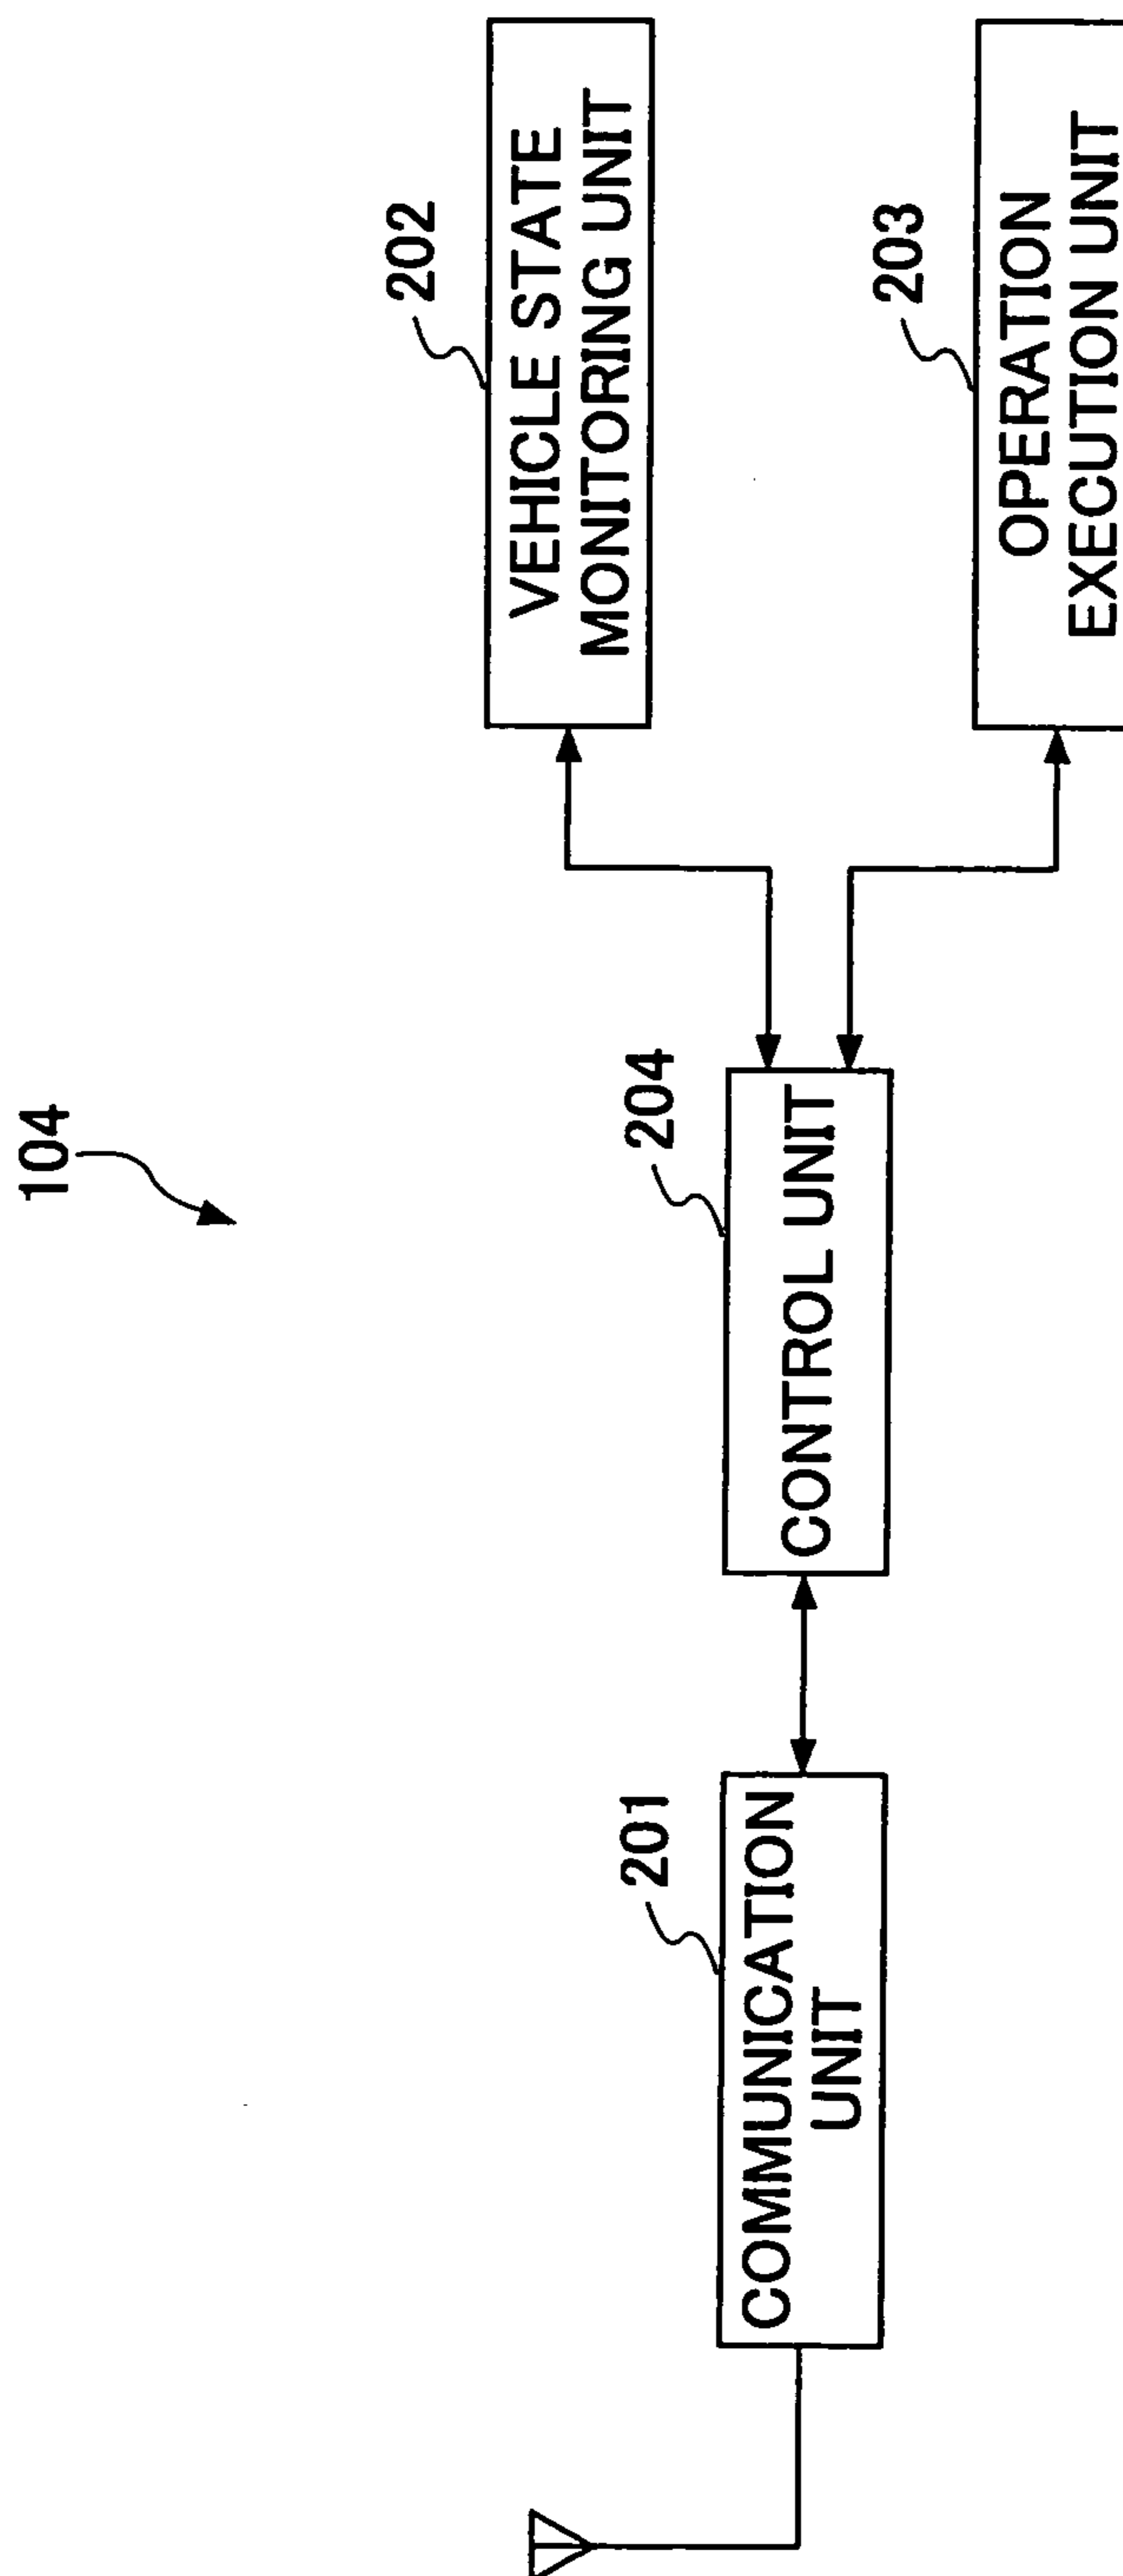 104
202
VEHICLE STATE
MONITORING UNIT
204
CONTROL UNIT
201
COMMUNICATION
UNIT
203
OPERATION
EXECUTION UNIT